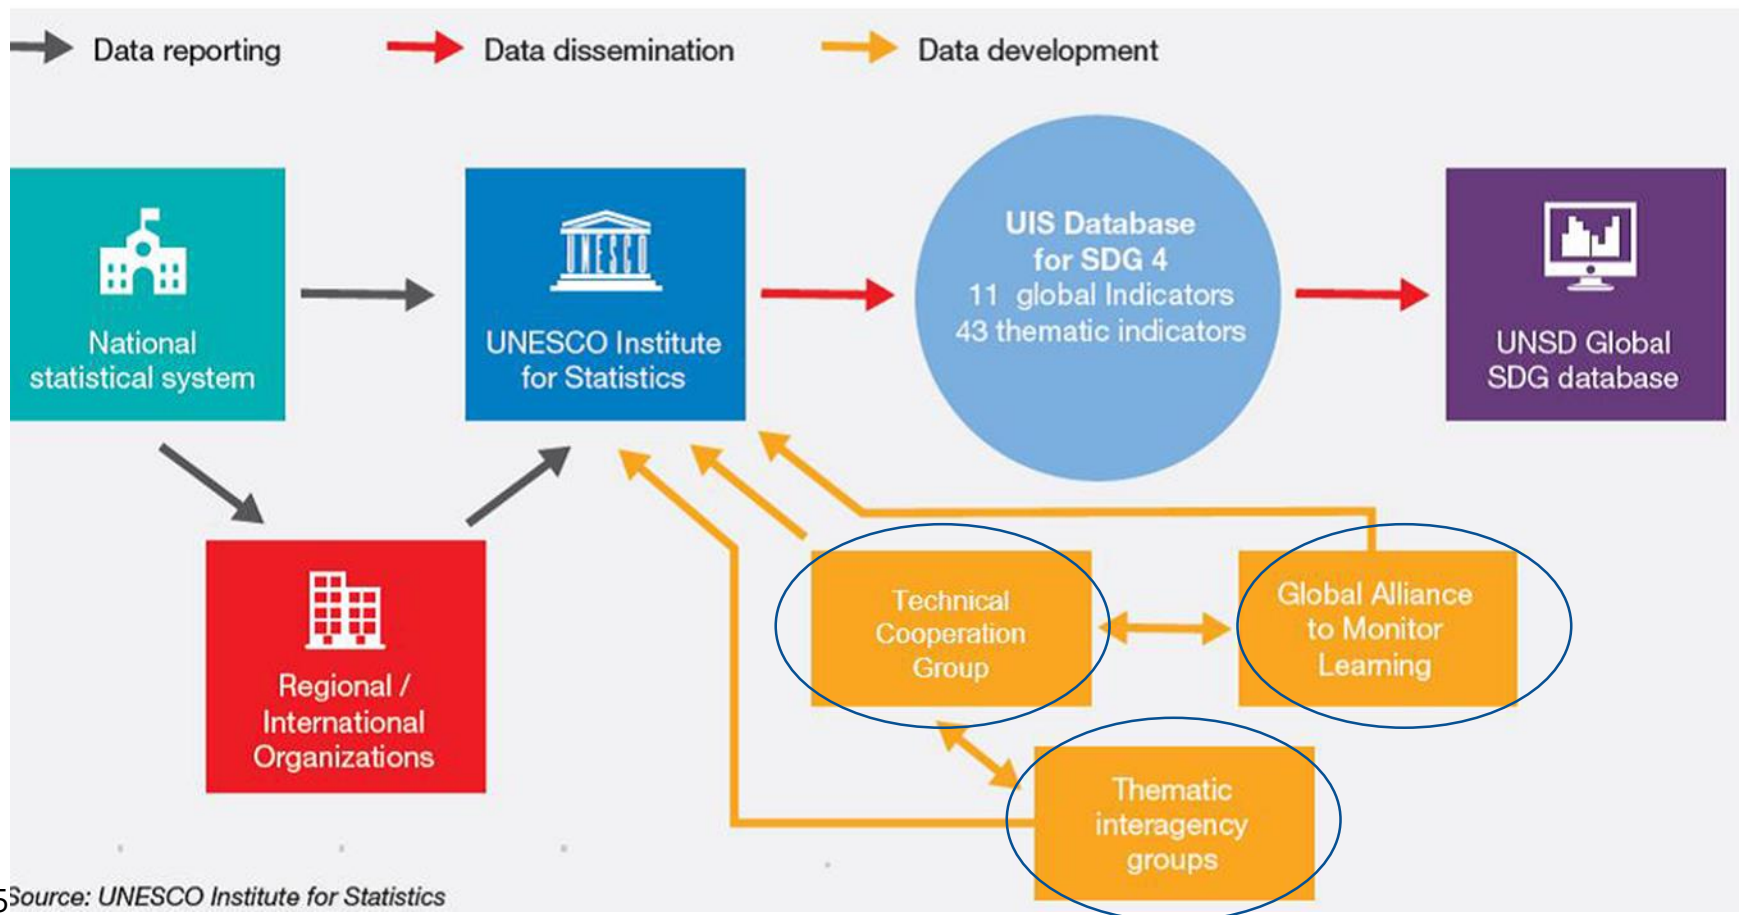 Data reporting
Data dissemination
Data development
National
statistical system
UNESCO
UNESCO Institute
for Statistics
UIS Database
for SDG 4
11 global Indicators
43 thematic indicators
UNSD Global
SDG database
Regional /
International
Organizations
Technical
Cooperation
Group
Global Alliance
to Monitor
Learning
Thematic
interagency
groups
5
Source: UNESCO Institute for Statistics